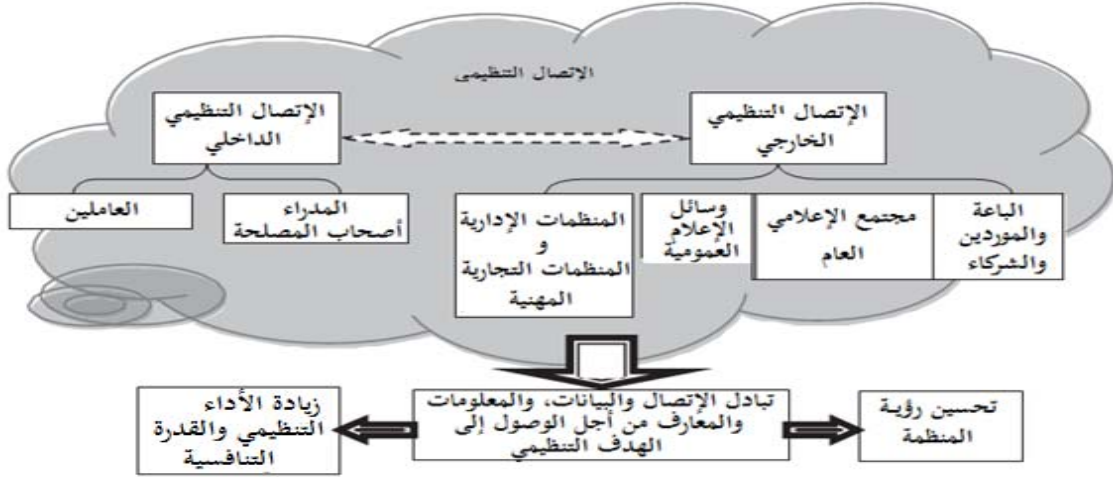 الإتصال التنظيمى
الإتصال التنظيمي
الخارجي
الإتصال التنظيمي
الداخلي
الباعة
والموردين
والشركاء
مجتمع الإعلامي
العام
وسائل
الإعلام
العمومية
المنظمات الإدارية
و
المنظمات التجارية
المهنية
المدراء
أصحاب المصلحة
العاملين
تحسين رؤية
المنظمة
تبادل الإتصال والبيانات، والمعلومات
والمعارف من أجل الوصول إلى
الهدف التنظيمي
زيادة الأداء
التنظيمي والقدرة
التنافسية